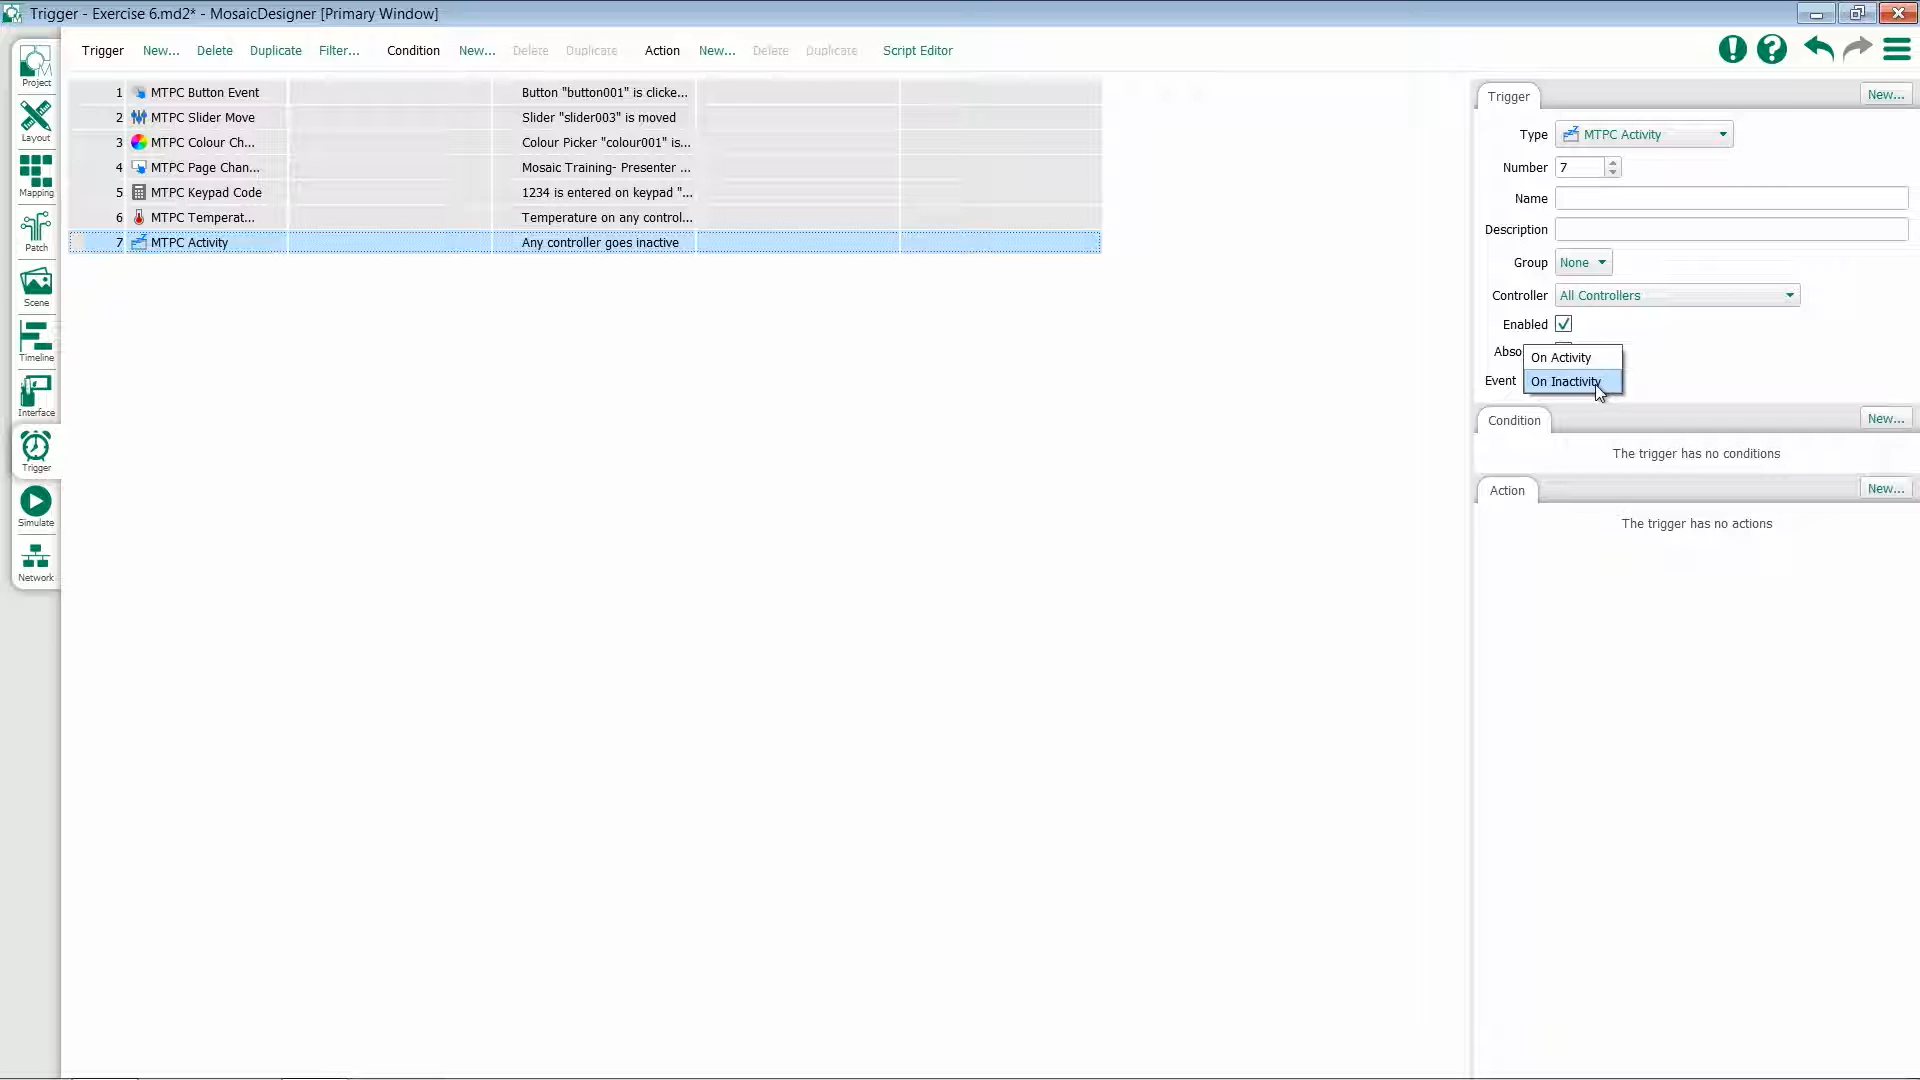 Trigger - Exercise 6.md2* - MosaicDesigner [Primary Window]
Trigger New... Delete Duplicate Filter... Condition New... Delete Duplicate Action New... Delete Duplicate Script Editor
Project
Layout
Mapping
Patch
Scene
Timeline
Interface
Trigger
Simulate
Network
1 MTPC Button Event Button "button001" is clicke...
2 MTPC Slider Move Slider "slider003" is moved
3 MTPC Colour Ch... Colour Picker "colour001" is...
4 MTPC Page Chan... Mosaic Training- Presenter ...
5 MTPC Keypad Code 1234 is entered on keypad "...
6 MTPC Temperat... Temperature on any control...
7 MTPC Activity Any controller goes inactive
Trigger New...
Type MTPC Activity
Number 7
Name
Description
Group None
Controller All Controllers
Enabled
Abso
On Activity
Event On Inactivity
Condition New...
The trigger has no conditions
Action New...
The trigger has no actions